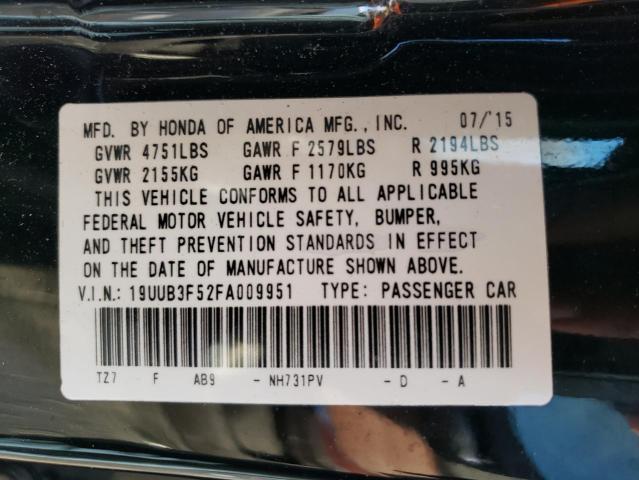 MFD. BY HONDA OF AMERICA MFG., INC. 07/'15
GVWR 4751LBS GAWR F 2579LBS R 2194LBS
GVWR 2155KG GAWR F 1170KG R 995KG
THIS VEHICLE CONFORMS TO ALL APPLICABLE
FEDERAL MOTOR VEHICLE SAFETY, BUMPER,
AND THEFT PREVENTION STANDARDS IN EFFECT
ON THE DATE OF MANUFACTURE SHOWN ABOVE.
V.I.N.: 19UUB3F52FA009951 TYPE: PASSENGER CAR
TZ7 F AB9 - NH731PV - D - A